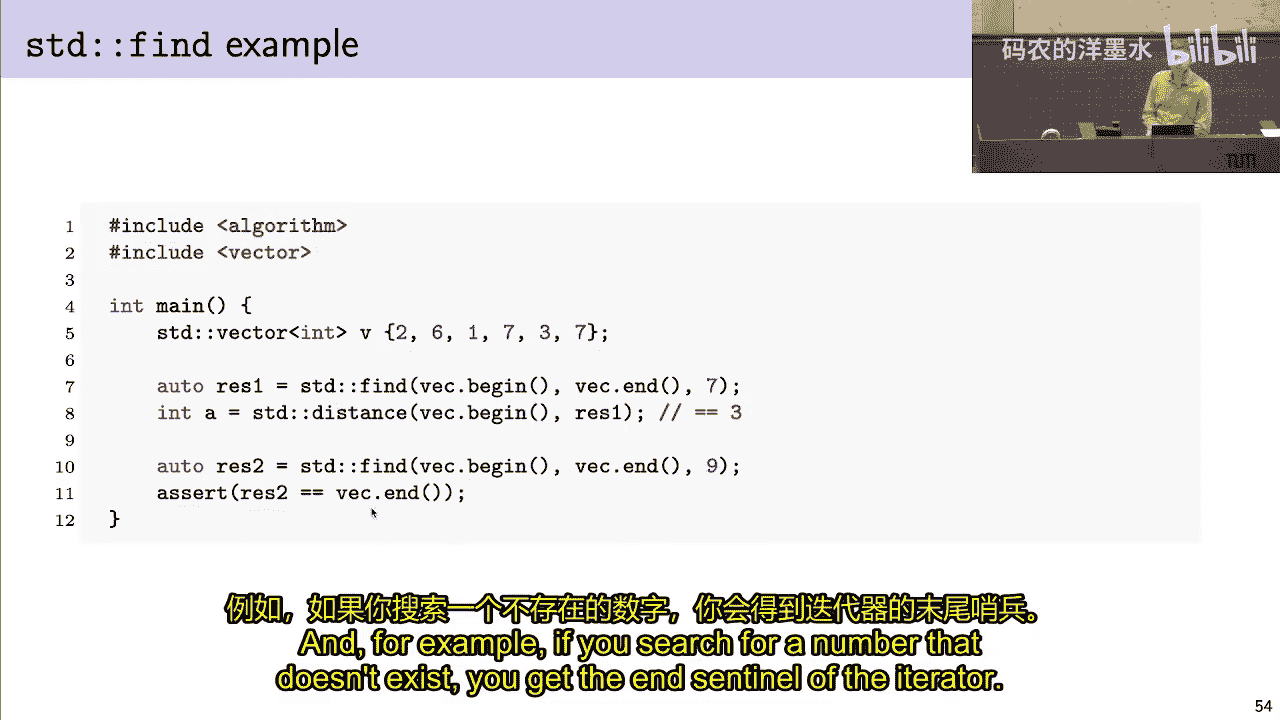 std::find example
码农的洋墨水 bilibili
TUM
1 #include <algorithm>
2 #include <vector>
3
4 int main() {
5 std::vector<int> v {2, 6, 1, 7, 3, 7};
6
7 auto res1 = std::find(vec.begin(), vec.end(), 7);
8 int a = std::distance(vec.begin(), res1); // == 3
9
10 auto res2 = std::find(vec.begin(), vec.end(), 9);
11 assert(res2 == vec.end());
12 }
例如，如果你搜索一个不存在的数字，你会得到迭代器的末尾哨兵。
And, for example, if you search for a number that
doesn't exist, you get the end sentinel of the iterator.
54